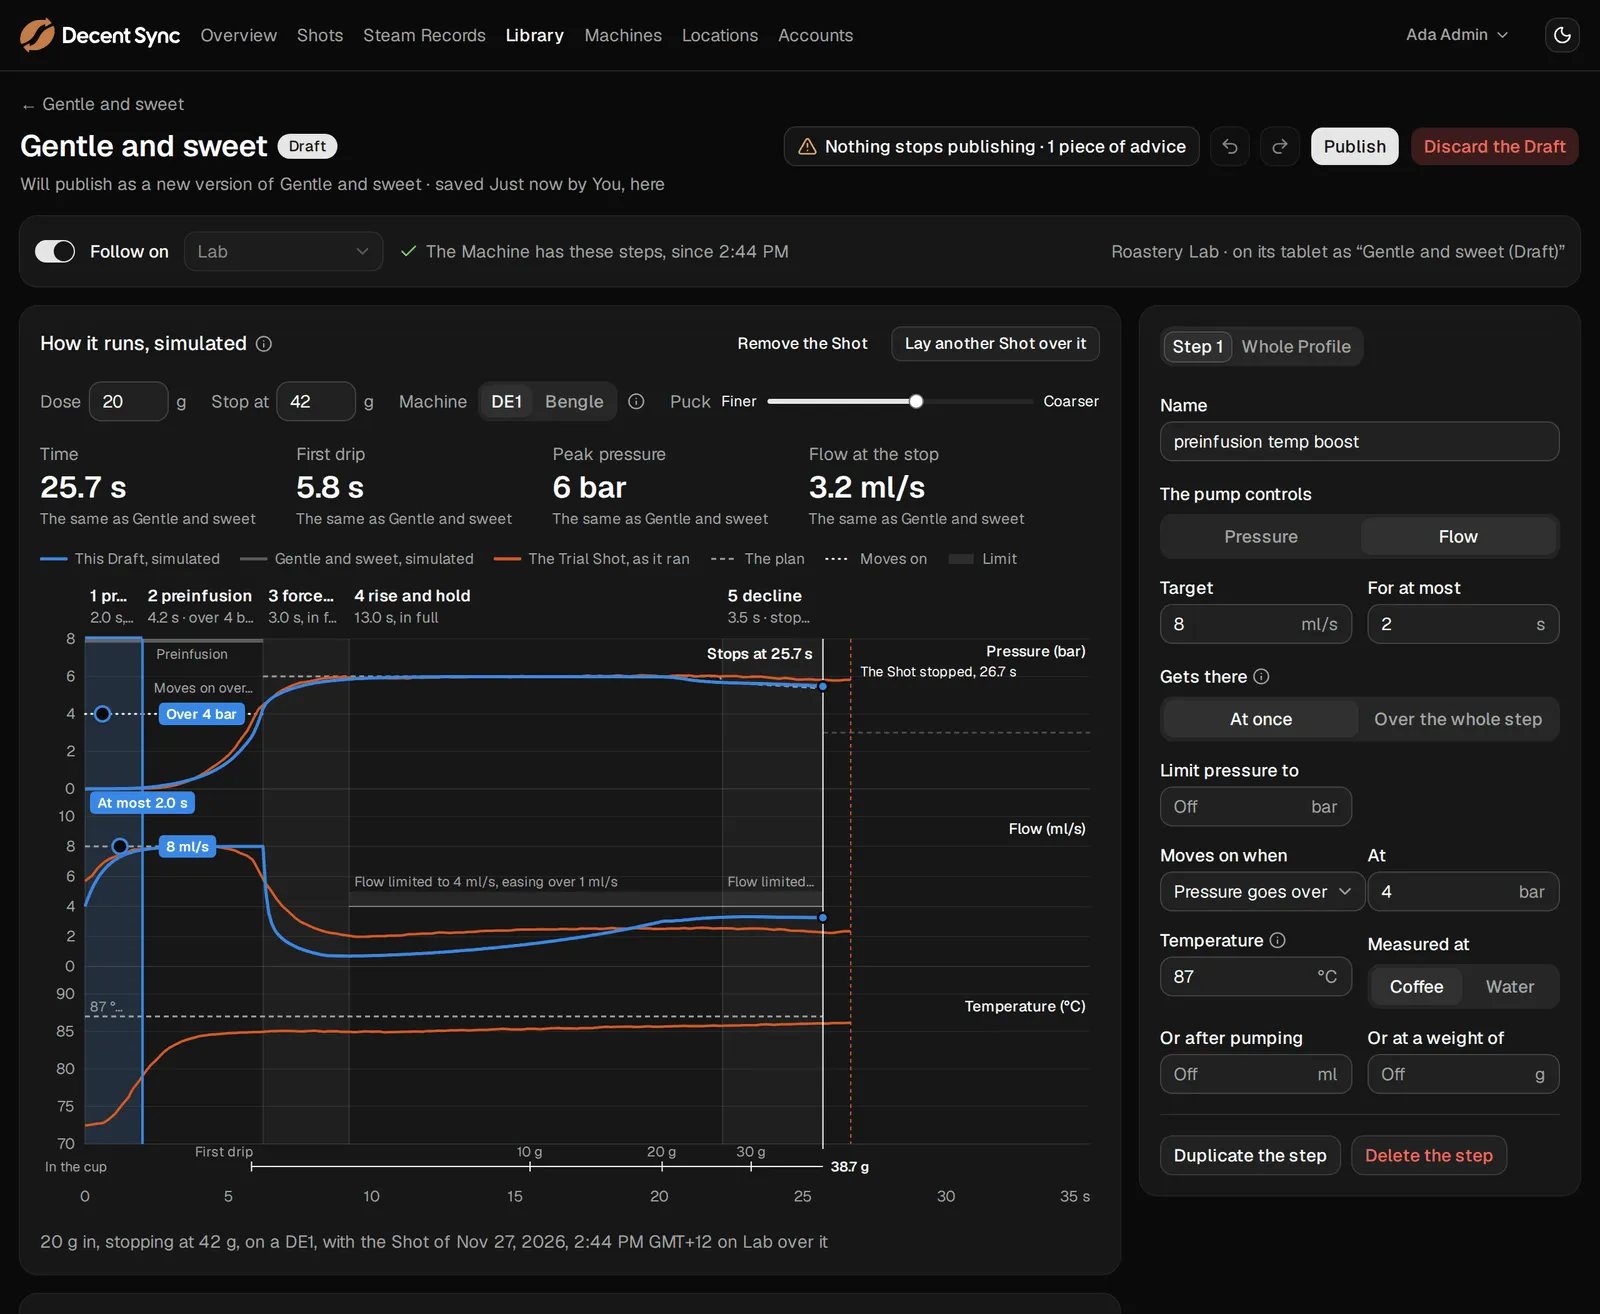 Decent Sync Overview Shots Steam Records Library Machines Locations Accounts Ada Admin
← Gentle and sweet
Gentle and sweet Draft Nothing stops publishing · 1 piece of advice Publish Discard the Draft
Will publish as a new version of Gentle and sweet · saved Just now by You, here
Follow on Lab The Machine has these steps, since 2:44 PM Roastery Lab · on its tablet as “Gentle and sweet (Draft)”
How it runs, simulated Remove the Shot Lay another Shot over it
Dose 20 g Stop at 42 g Machine DE1 Bengle Puck Finer Coarser
Time First drip Peak pressure Flow at the stop
25.7 s 5.8 s 6 bar 3.2 ml/s
The same as Gentle and sweet The same as Gentle and sweet The same as Gentle and sweet The same as Gentle and sweet
This Draft, simulated Gentle and sweet, simulated The Trial Shot, as it ran The plan Moves on Limit
1 pr... 2 preinfusion 3 force... 4 rise and hold 5 decline
2.0 s,... 4.2 s · over 4 b... 3.0 s, in f... 13.0 s, in full 3.5 s · stop...
8
Preinfusion Stops at 25.7 s Pressure (bar)
6 The Shot stopped, 26.7 s
Moves on over...
4 Over 4 bar
2
0
At most 2.0 s
10
Flow (ml/s)
8 8 ml/s
6 Flow limited to 4 ml/s, easing over 1 ml/s Flow limited...
4
2
0
90
87 °... Temperature (°C)
85
80
75
70
First drip 10 g 20 g 30 g
In the cup 38.7 g
0 5 10 15 20 25 30 35 s
20 g in, stopping at 42 g, on a DE1, with the Shot of Nov 27, 2026, 2:44 PM GMT+12 on Lab over it
Step 1 Whole Profile
Name
preinfusion temp boost
The pump controls
Pressure Flow
Target For at most
8 ml/s 2 s
Gets there
At once Over the whole step
Limit pressure to
Off bar
Moves on when At
Pressure goes over 4 bar
Temperature Measured at
87 °C Coffee Water
Or after pumping Or at a weight of
Off ml Off g
Duplicate the step Delete the step